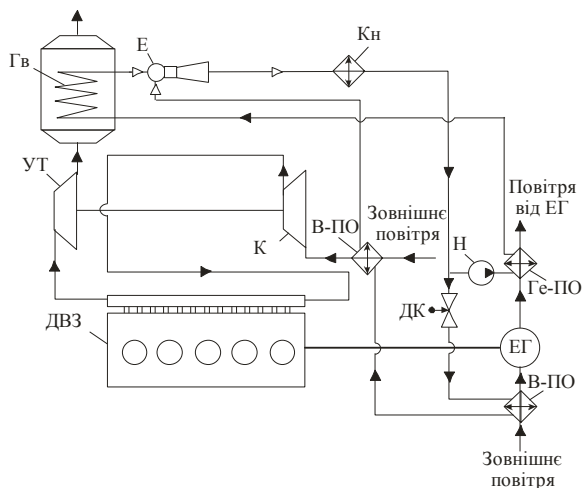 Е
Кн
Гв
УТ
Повітря
від ЕГ
Зовнішнє
повітря
В-ПО
Н
К
Ге-ПО
ДВЗ
ДК
ЕГ
В-ПО
Зовнішнє
повітря